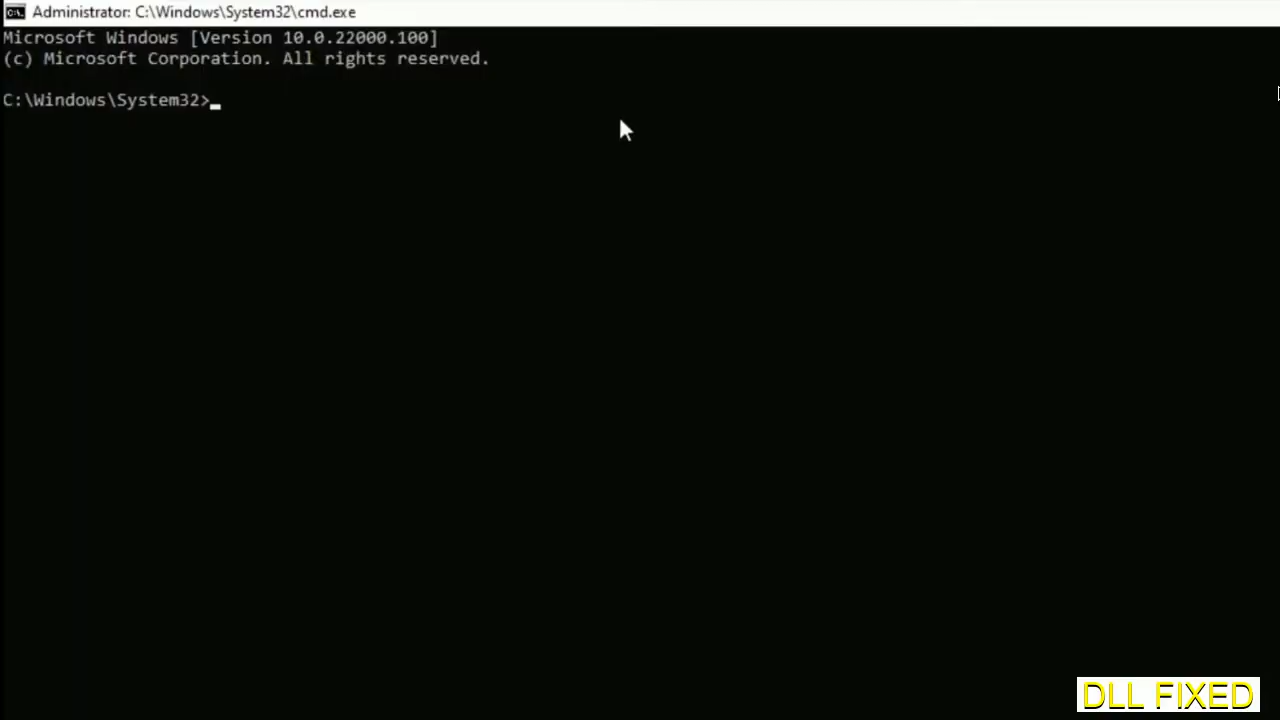 Administrator: C:\Windows\System32\cmd.exe
Microsoft Windows [Version 10.0.22000.100]
(c) Microsoft Corporation. All rights reserved.
C:\Windows\System32>
DLL FIXED